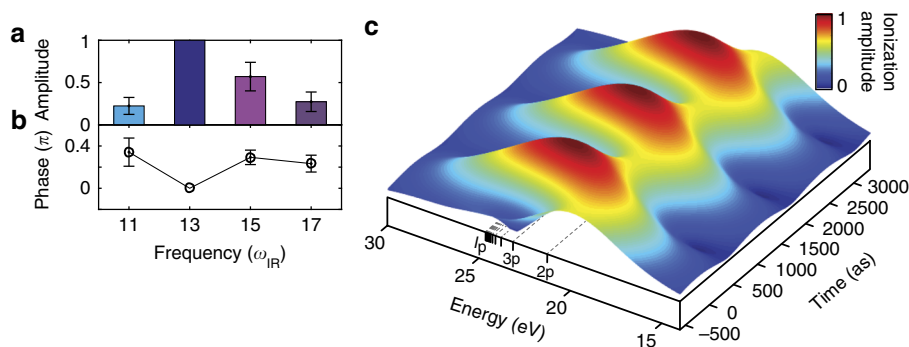 a
1
0.5
0
Amplitude
b
0.4
0
Phase (π)
11 13 15 17
Frequency (ω_IR)
c
1
0
Ionization
amplitude
30
25
20
15
Energy (eV)
I_p
3p
2p
3000
2500
2000
1500
1000
500
0
−500
Time (as)